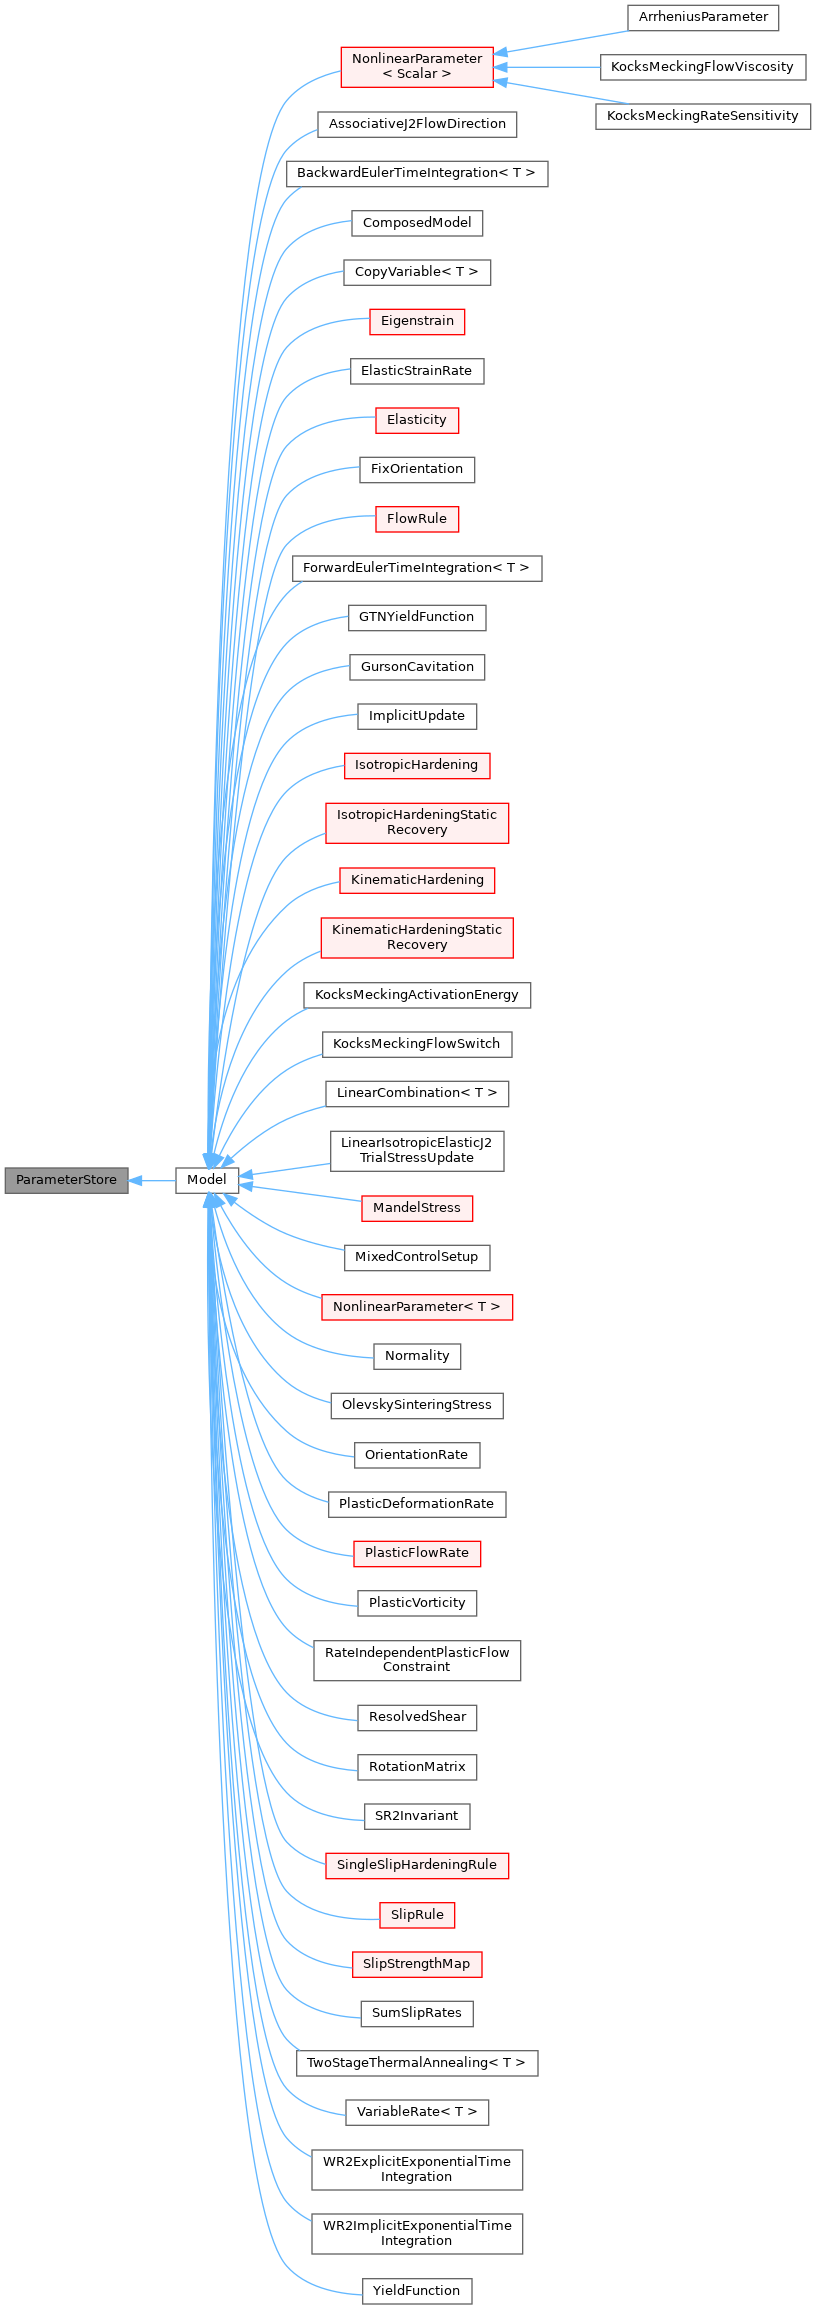 ArrheniusParameter
NonlinearParameter
< Scalar >
KocksMeckingFlowViscosity
KocksMeckingRateSensitivity
AssociativeJ2FlowDirection
BackwardEulerTimeIntegration< T >
ComposedModel
CopyVariable< T >
Eigenstrain
ElasticStrainRate
Elasticity
FixOrientation
FlowRule
ForwardEulerTimeIntegration< T >
GTNYieldFunction
GursonCavitation
ImplicitUpdate
IsotropicHardening
IsotropicHardeningStatic
Recovery
KinematicHardening
KinematicHardeningStatic
Recovery
KocksMeckingActivationEnergy
KocksMeckingFlowSwitch
LinearCombination< T >
LinearIsotropicElasticJ2
TrialStressUpdate
ParameterStore
Model
MandelStress
MixedControlSetup
NonlinearParameter< T >
Normality
OlevskySinteringStress
OrientationRate
PlasticDeformationRate
PlasticFlowRate
PlasticVorticity
RateIndependentPlasticFlow
Constraint
ResolvedShear
RotationMatrix
SR2Invariant
SingleSlipHardeningRule
SlipRule
SlipStrengthMap
SumSlipRates
TwoStageThermalAnnealing< T >
VariableRate< T >
WR2ExplicitExponentialTime
Integration
WR2ImplicitExponentialTime
Integration
YieldFunction